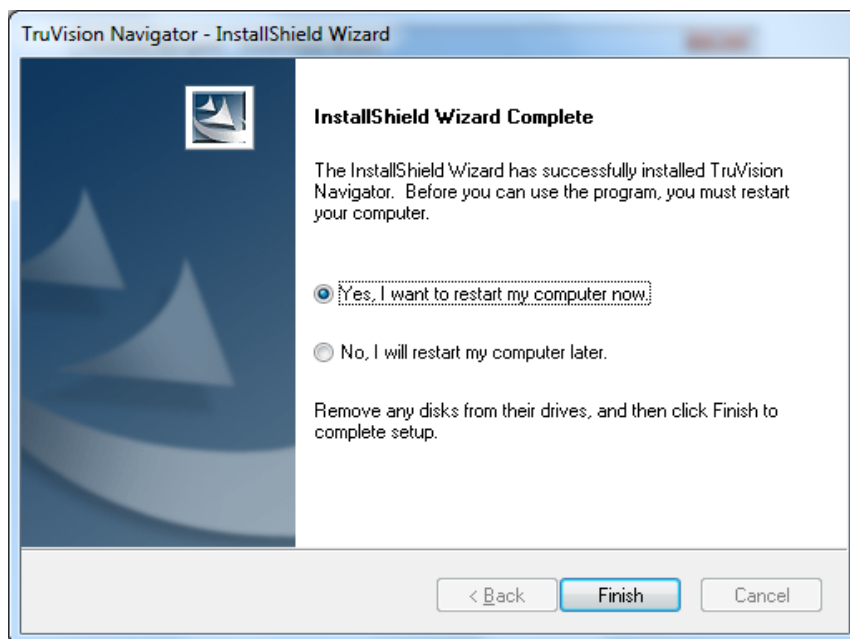 TruVision Navigator - InstallShield Wizard
InstallShield Wizard Complete
The InstallShield Wizard has successfully installed TruVision
Navigator. Before you can use the program, you must restart
your computer.
Yes, I want to restart my computer now.
No, I will restart my computer later.
Remove any disks from their drives, and then click Finish to
complete setup.
< Back
Finish
Cancel